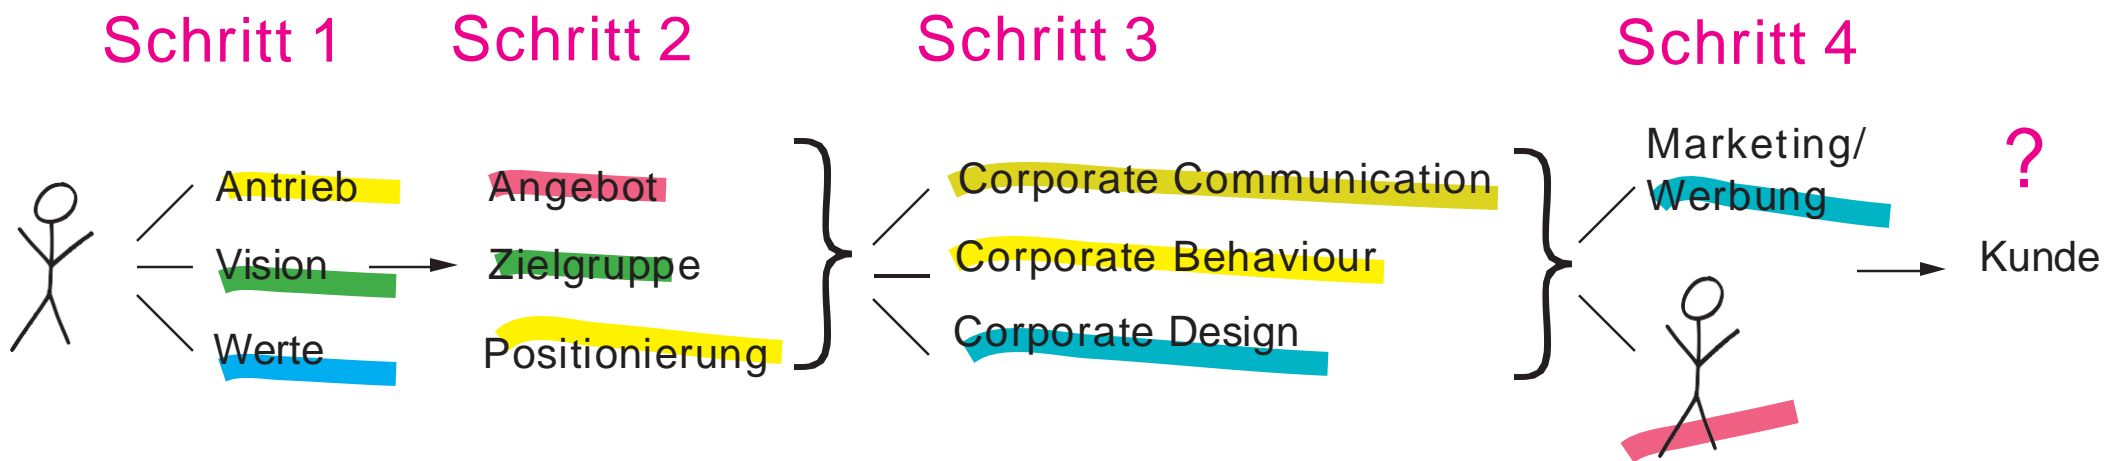 Schritt 1
Schritt 2
Schritt 3
Schritt 4
Antrieb
Vision
Werte
Angebot
Zielgruppe
Positionierung
Corporate Communication
Corporate Behaviour
Corporate Design
Marketing/
Werbung
?
Kunde